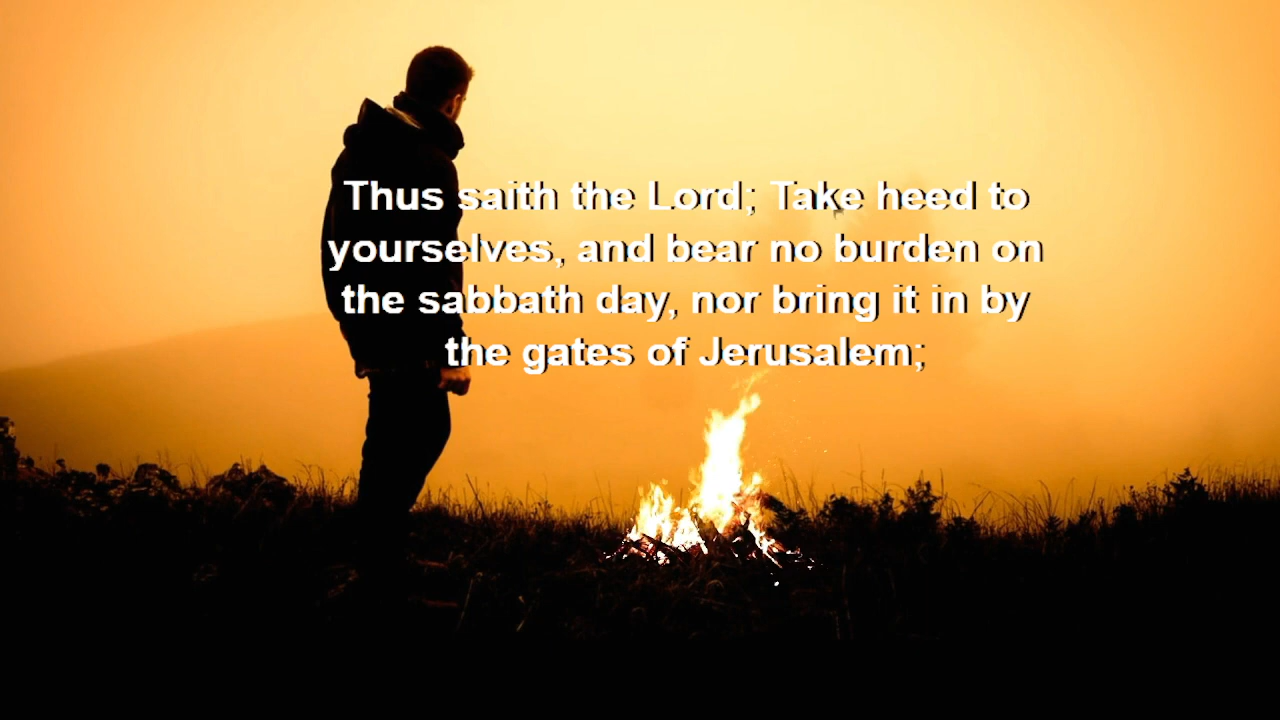 Thus saith the Lord; Take heed to
yourselves, and bear no burden on
the sabbath day, nor bring it in by
the gates of Jerusalem;